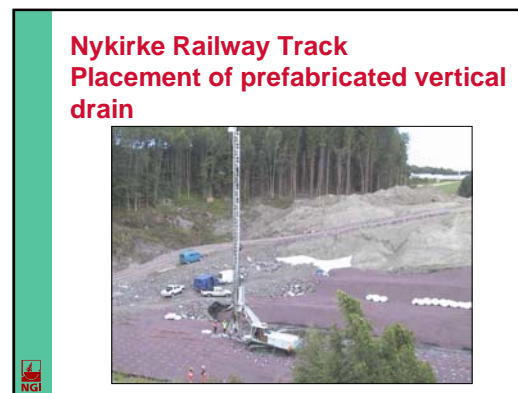 Nykirke Railway Track
Placement of prefabricated vertical
drain
NGI